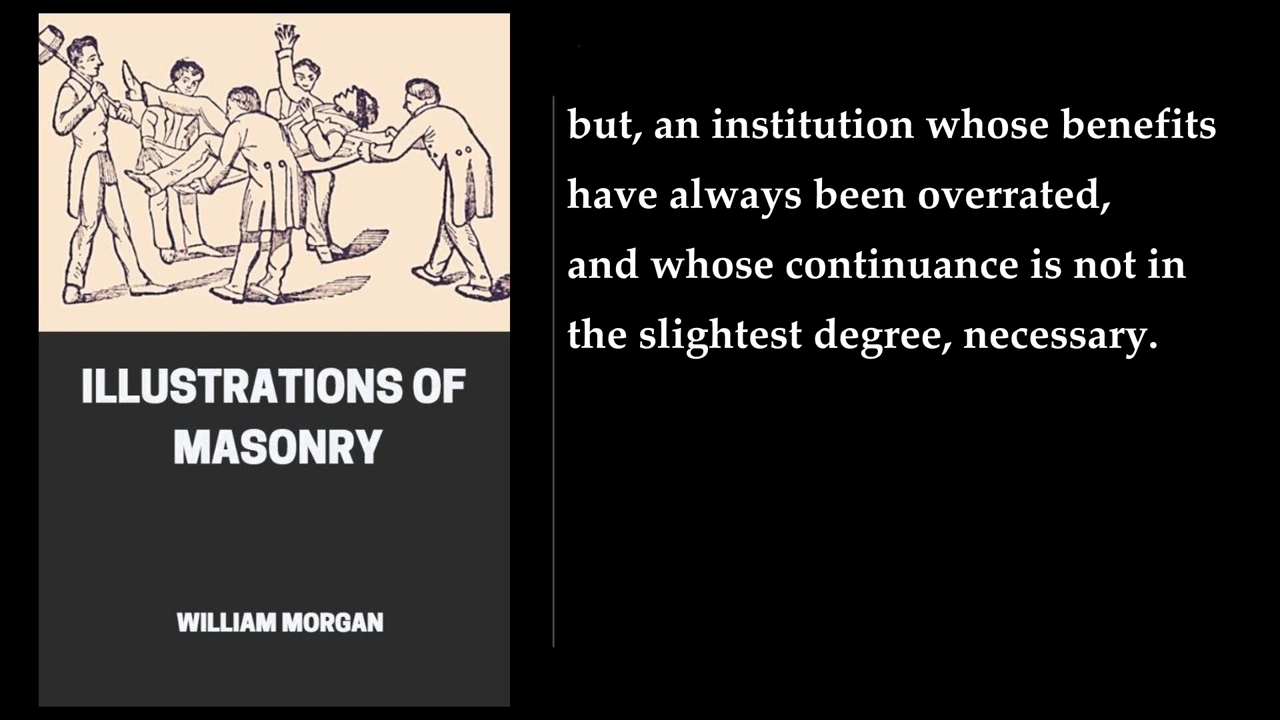 ILLUSTRATIONS OF
MASONRY
WILLIAM MORGAN
but, an institution whose benefits
have always been overrated,
and whose continuance is not in
the slightest degree, necessary.